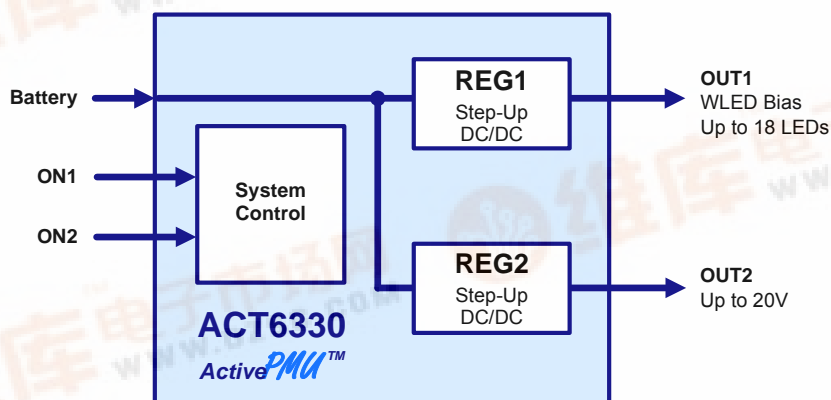 Battery
ON1
ON2
System
Control
REG1
Step-Up
DC/DC
OUT1
WLED Bias
Up to 18 LEDs
REG2
Step-Up
DC/DC
OUT2
Up to 20V
ACT6330
ActivePMU™